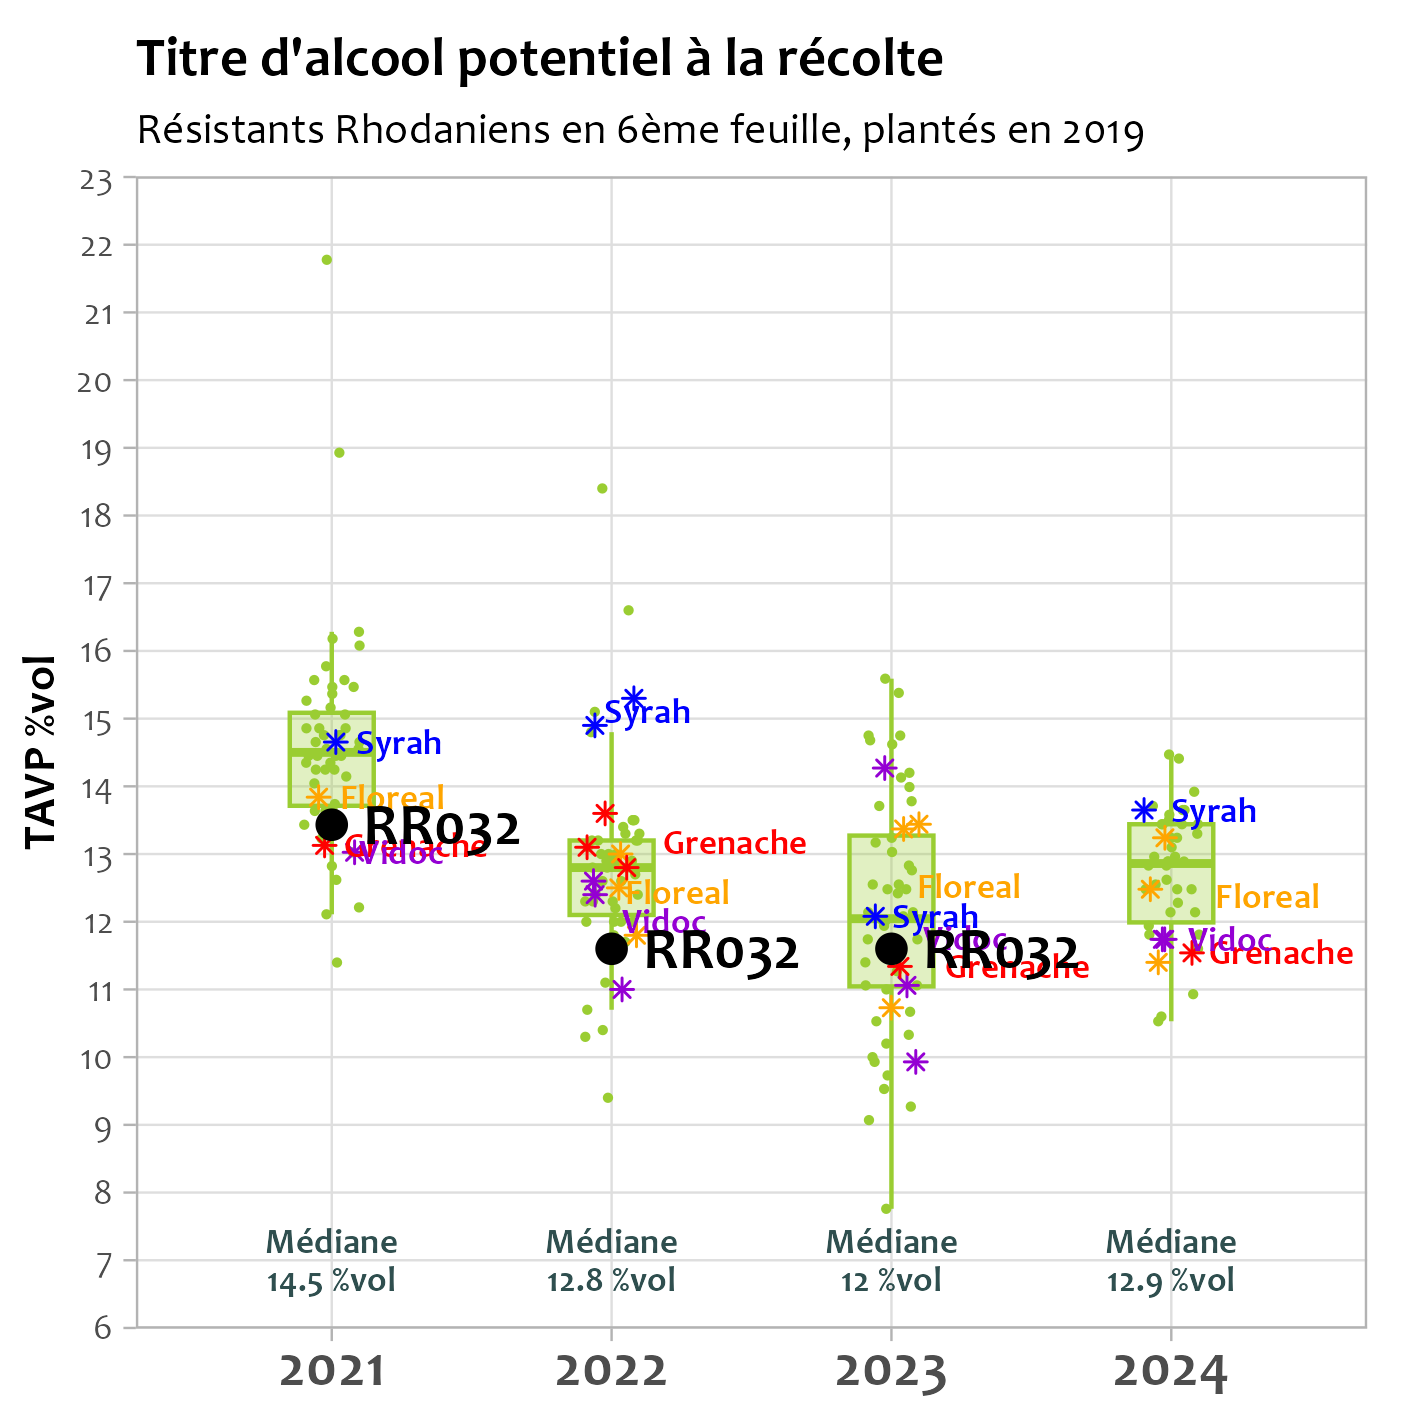 Titre d'alcool potentiel à la récolte
Résistants Rhodaniens en 6ème feuille, plantés en 2019
TAVP %vol
23
22
21
20
19
18
17
16
15
14
13
12
11
10
9
8
7
6
Syrah
Floreal
RR032
Grenache
Vidoc
Syrah
Grenache
Floreal
Vidoc
RR032
Floreal
Syrah
Vidoc
RR032
Grenache
Syrah
Floreal
Vidoc
Grenache
Médiane
14.5 %vol
Médiane
12.8 %vol
Médiane
12 %vol
Médiane
12.9 %vol
2021
2022
2023
2024